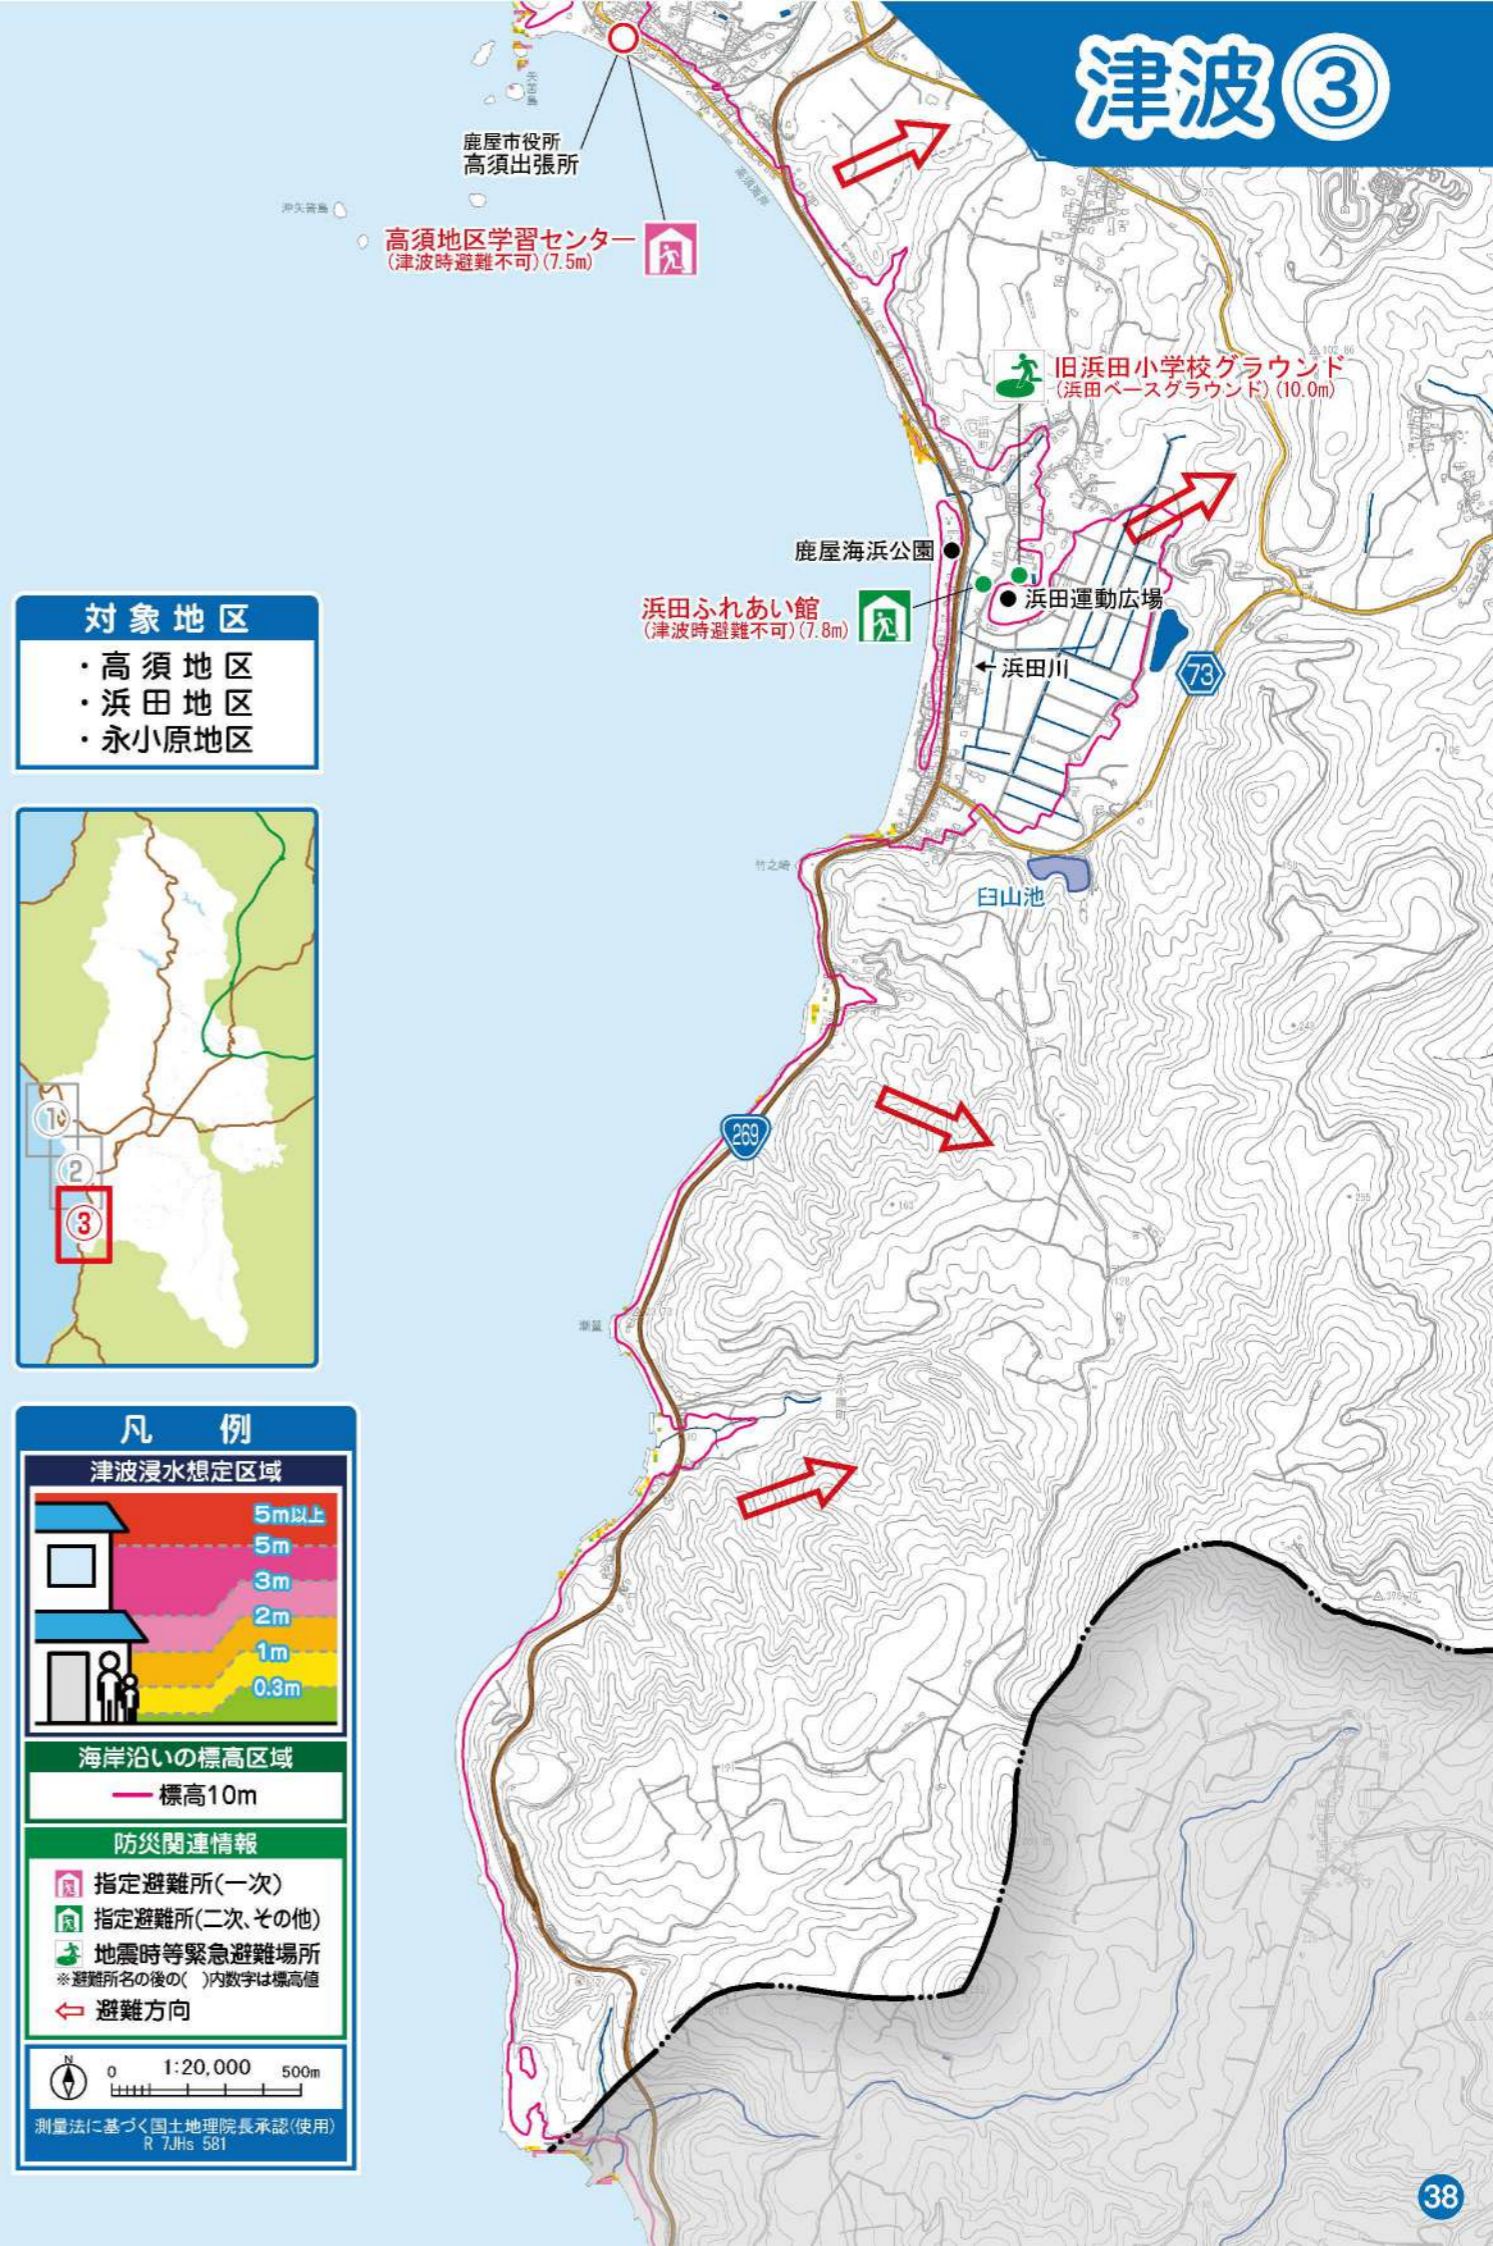 津波③
鹿屋市役所
高須出張所
高須地区学習センター
(津波時避難不可)(7.5m)
高須海岸
旧浜田小学校グラウンド
(浜田ベースグラウンド)(10.0m)
浜田町
鹿屋海浜公園
浜田ふれあい館
(津波時避難不可)(7.8m)
浜田運動広場
←浜田川
73
竹之崎
臼山池
269
対象地区
・高須地区
・浜田地区
・永小原地区
①
②
③
凡 例
津波浸水想定区域
5m以上
5m
3m
2m
1m
0.3m
海岸沿いの標高区域
標高10m
防災関連情報
指定避難所(一次)
指定避難所(二次、その他)
地震時等緊急避難場所
※避難所名の後の( )内数字は標高値
避難方向
N
0 1:20,000 500m
測量法に基づく国土地理院長承認(使用)
R 7JHs 581
38